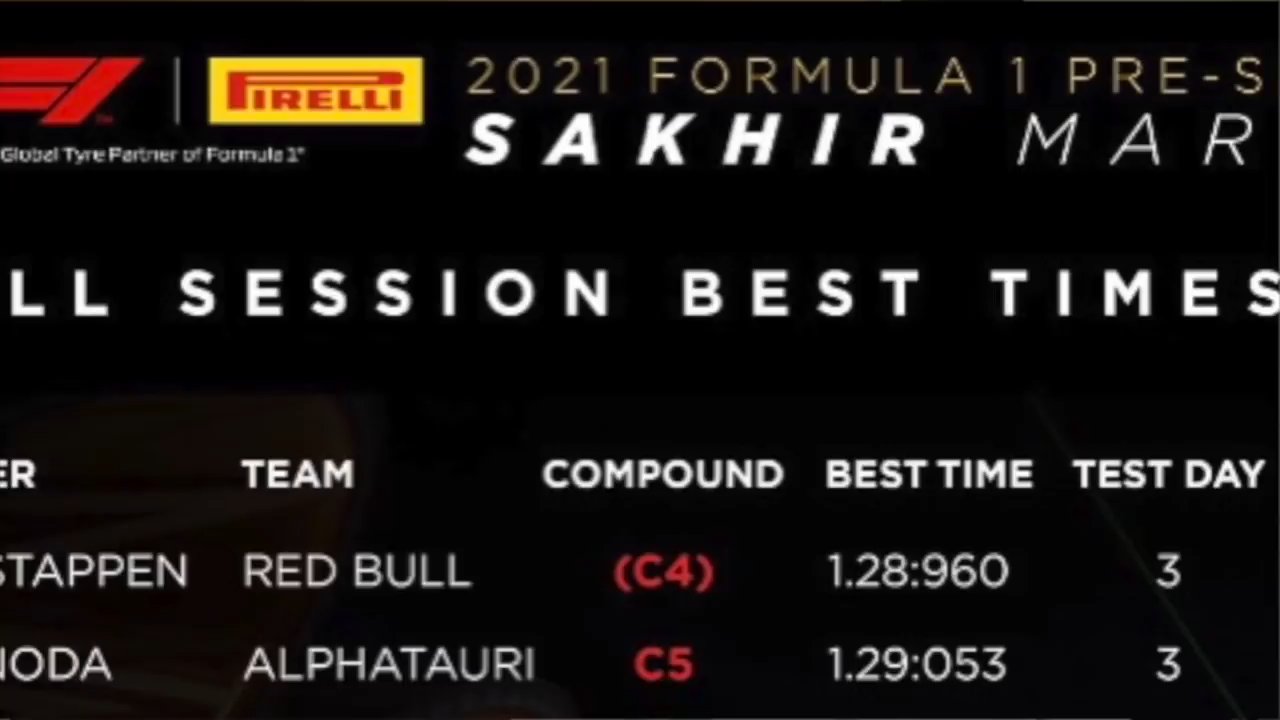 PIRELLI
2021 FORMULA 1 PRE-S
SAKHIR MAR
Global Tyre Partner of Formula 1®
LL SESSION BEST TIMES
ER TEAM COMPOUND BEST TIME TEST DAY
STAPPEN RED BULL (C4) 1.28:960 3
NODA ALPHATAURI C5 1.29:053 3